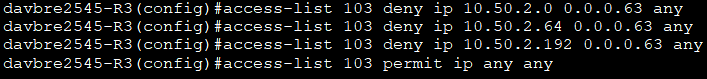 davbre2545-R3(config)#access-list 103 deny ip 10.50.2.0 0.0.0.63 any
davbre2545-R3(config)#access-list 103 deny ip 10.50.2.64 0.0.0.63 any
davbre2545-R3(config)#access-list 103 deny ip 10.50.2.192 0.0.0.63 any
davbre2545-R3(config)#access-list 103 permit ip any any